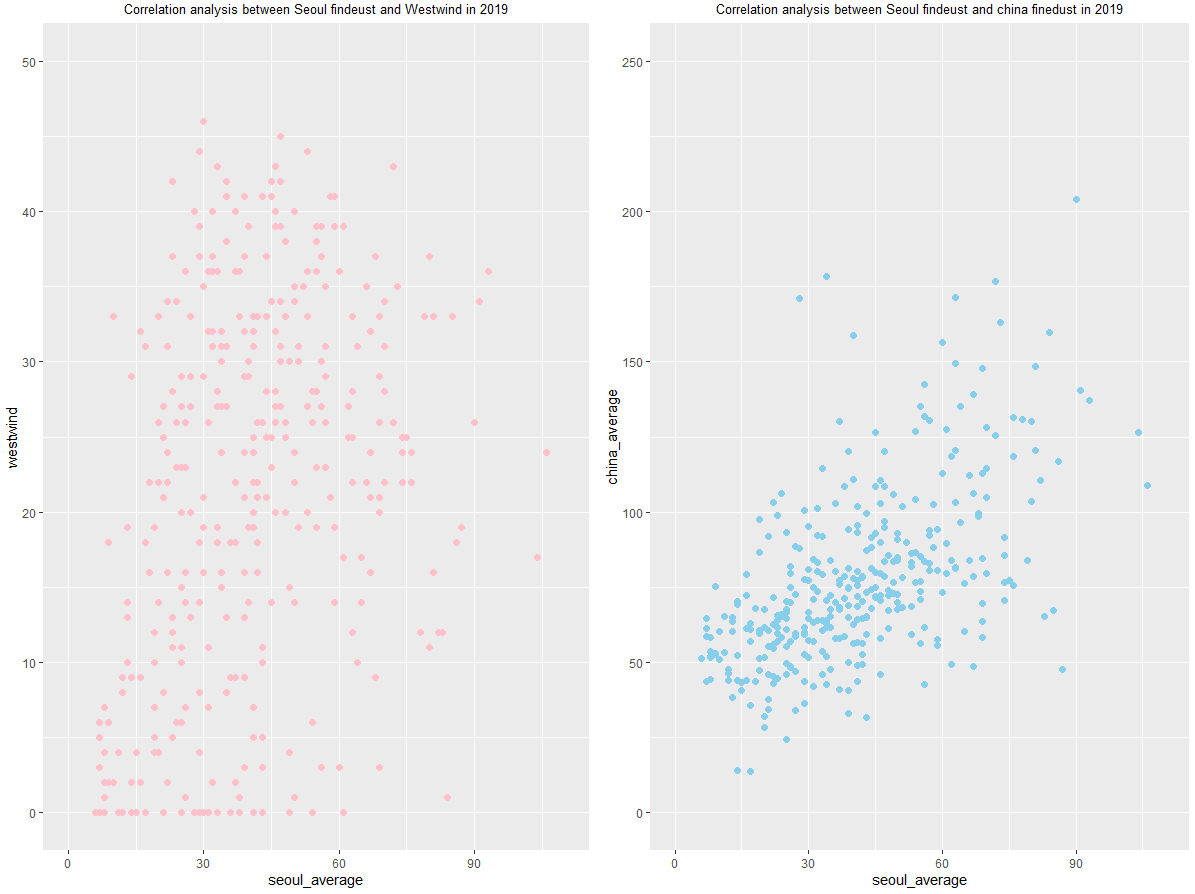 Correlation analysis between Seoul findeust and Westwind in 2019
50
40
30
20
10
0
westwind
0 30 60 90
seoul_average
Correlation analysis between Seoul findeust and china finedust in 2019
250
200
150
100
50
0
china_average
0 30 60 90
seoul_average